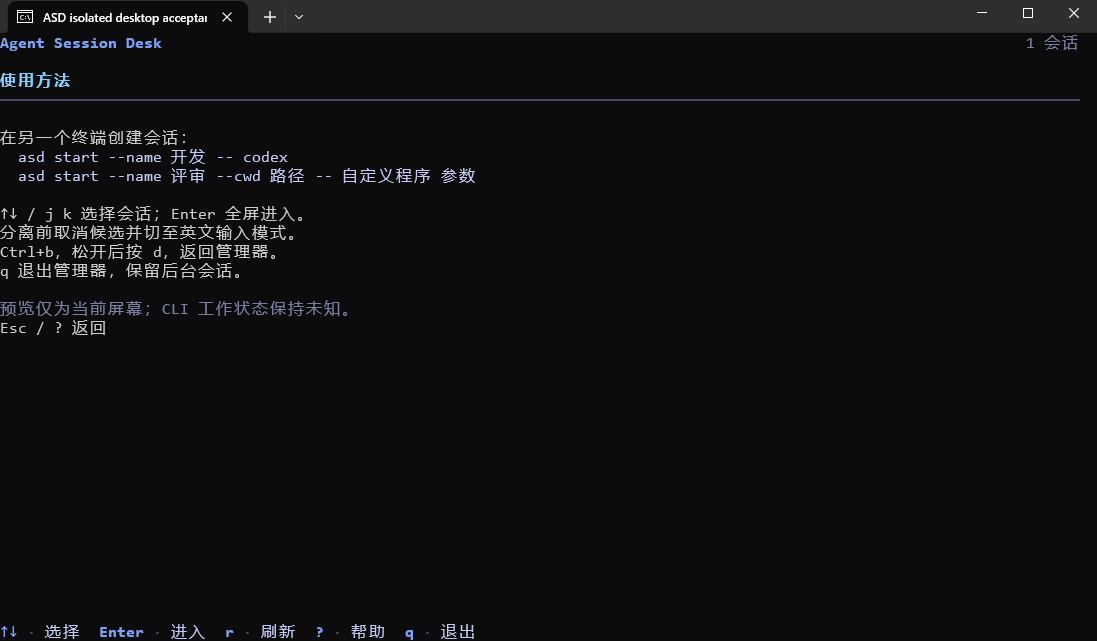 ASD isolated desktop acceptar
Agent Session Desk 1 会话
使用方法
在另一个终端创建会话：
asd start --name 开发 -- codex
asd start --name 评审 --cwd 路径 -- 自定义程序 参数
↑↓ / j k 选择会话；Enter 全屏进入。
分离前取消候选并切至英文输入模式。
Ctrl+b，松开后按 d，返回管理器。
q 退出管理器，保留后台会话。
预览仅为当前屏幕；CLI 工作状态保持未知。
Esc / ? 返回
↑↓ · 选择 Enter · 进入 r · 刷新 ? · 帮助 q · 退出